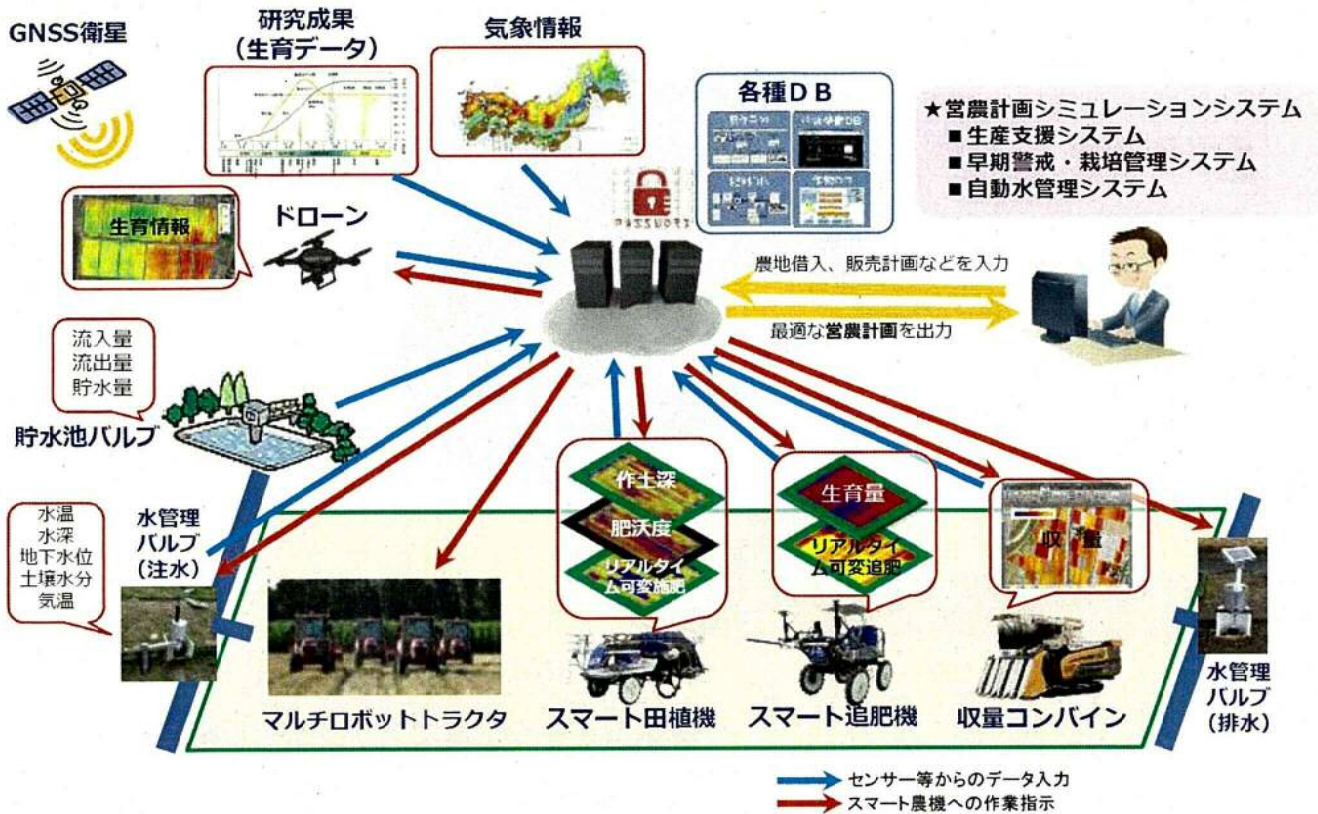 GNSS衛星
研究成果
(生育データ)
気象情報
各種DB
★営農計画シミュレーションシステム
■生産支援システム
■早期警戒・栽培管理システム
■自動水管理システム
生育情報
ドローン
農地借入、販売計画などを入力
最適な営農計画を出力
流入量
流出量
貯水量
貯水池バルブ
水温
水深
地下水位
土壌水分
気温
水管理
バルブ
(注水)
作土深
肥沃度
リアルタイ
ム可変施肥
生育量
リアルタイ
ム可変追肥
収量
マルチロボットトラクタ
スマート田植機
スマート追肥機
収量コンバイン
水管理
バルブ
(排水)
センサー等からのデータ入力
スマート農機への作業指示